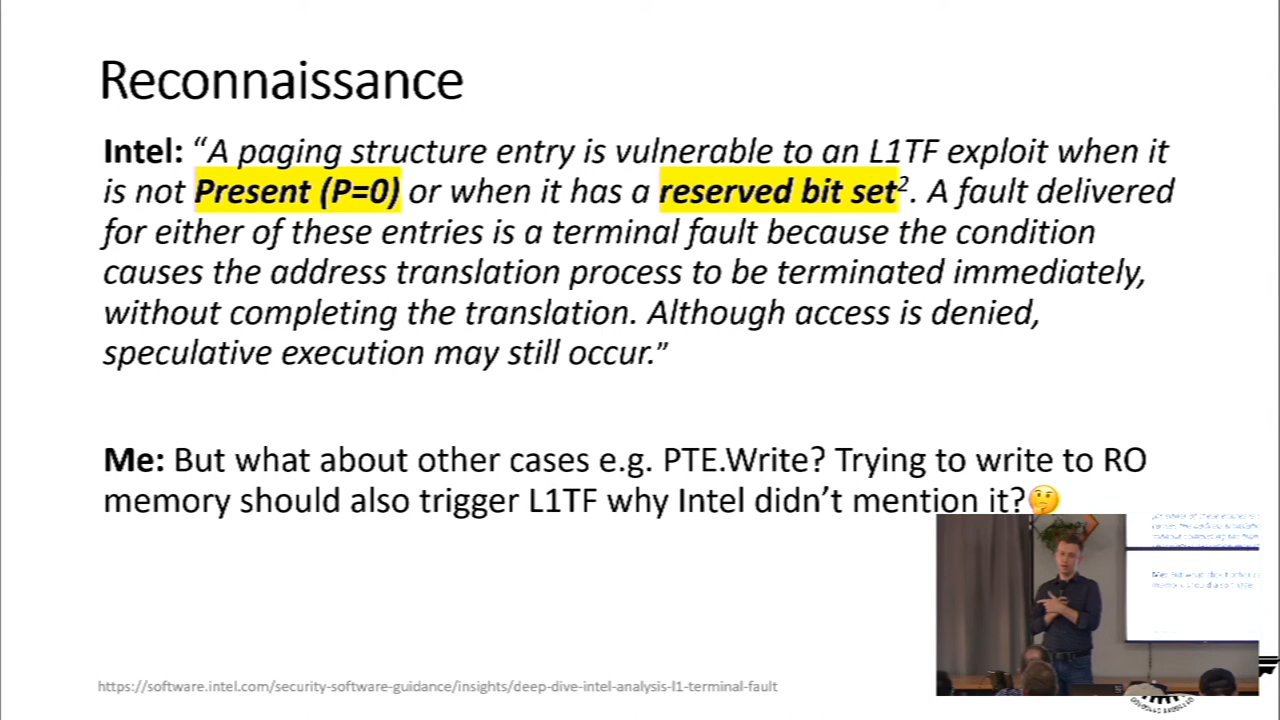 Reconnaissance
Intel: “A paging structure entry is vulnerable to an L1TF exploit when it
is not Present (P=0) or when it has a reserved bit set². A fault delivered
for either of these entries is a terminal fault because the condition
causes the address translation process to be terminated immediately,
without completing the translation. Although access is denied,
speculative execution may still occur.”
Me: But what about other cases e.g. PTE.Write? Trying to write to RO
memory should also trigger L1TF why Intel didn’t mention it?🤔
https://software.intel.com/security-software-guidance/insights/deep-dive-intel-analysis-l1-terminal-fault